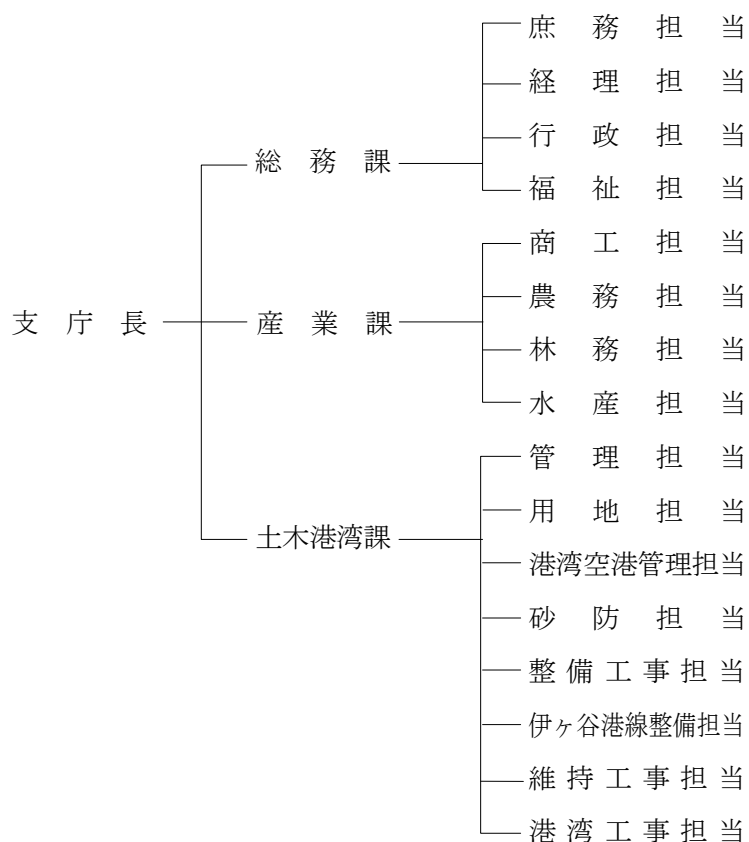 支庁長
総務課
庶務担当
経理担当
行政担当
福祉担当
産業課
商工担当
農務担当
林務担当
水産担当
土木港湾課
管理担当
用地担当
港湾空港管理担当
砂防担当
整備工事担当
伊ヶ谷港線整備担当
維持工事担当
港湾工事担当